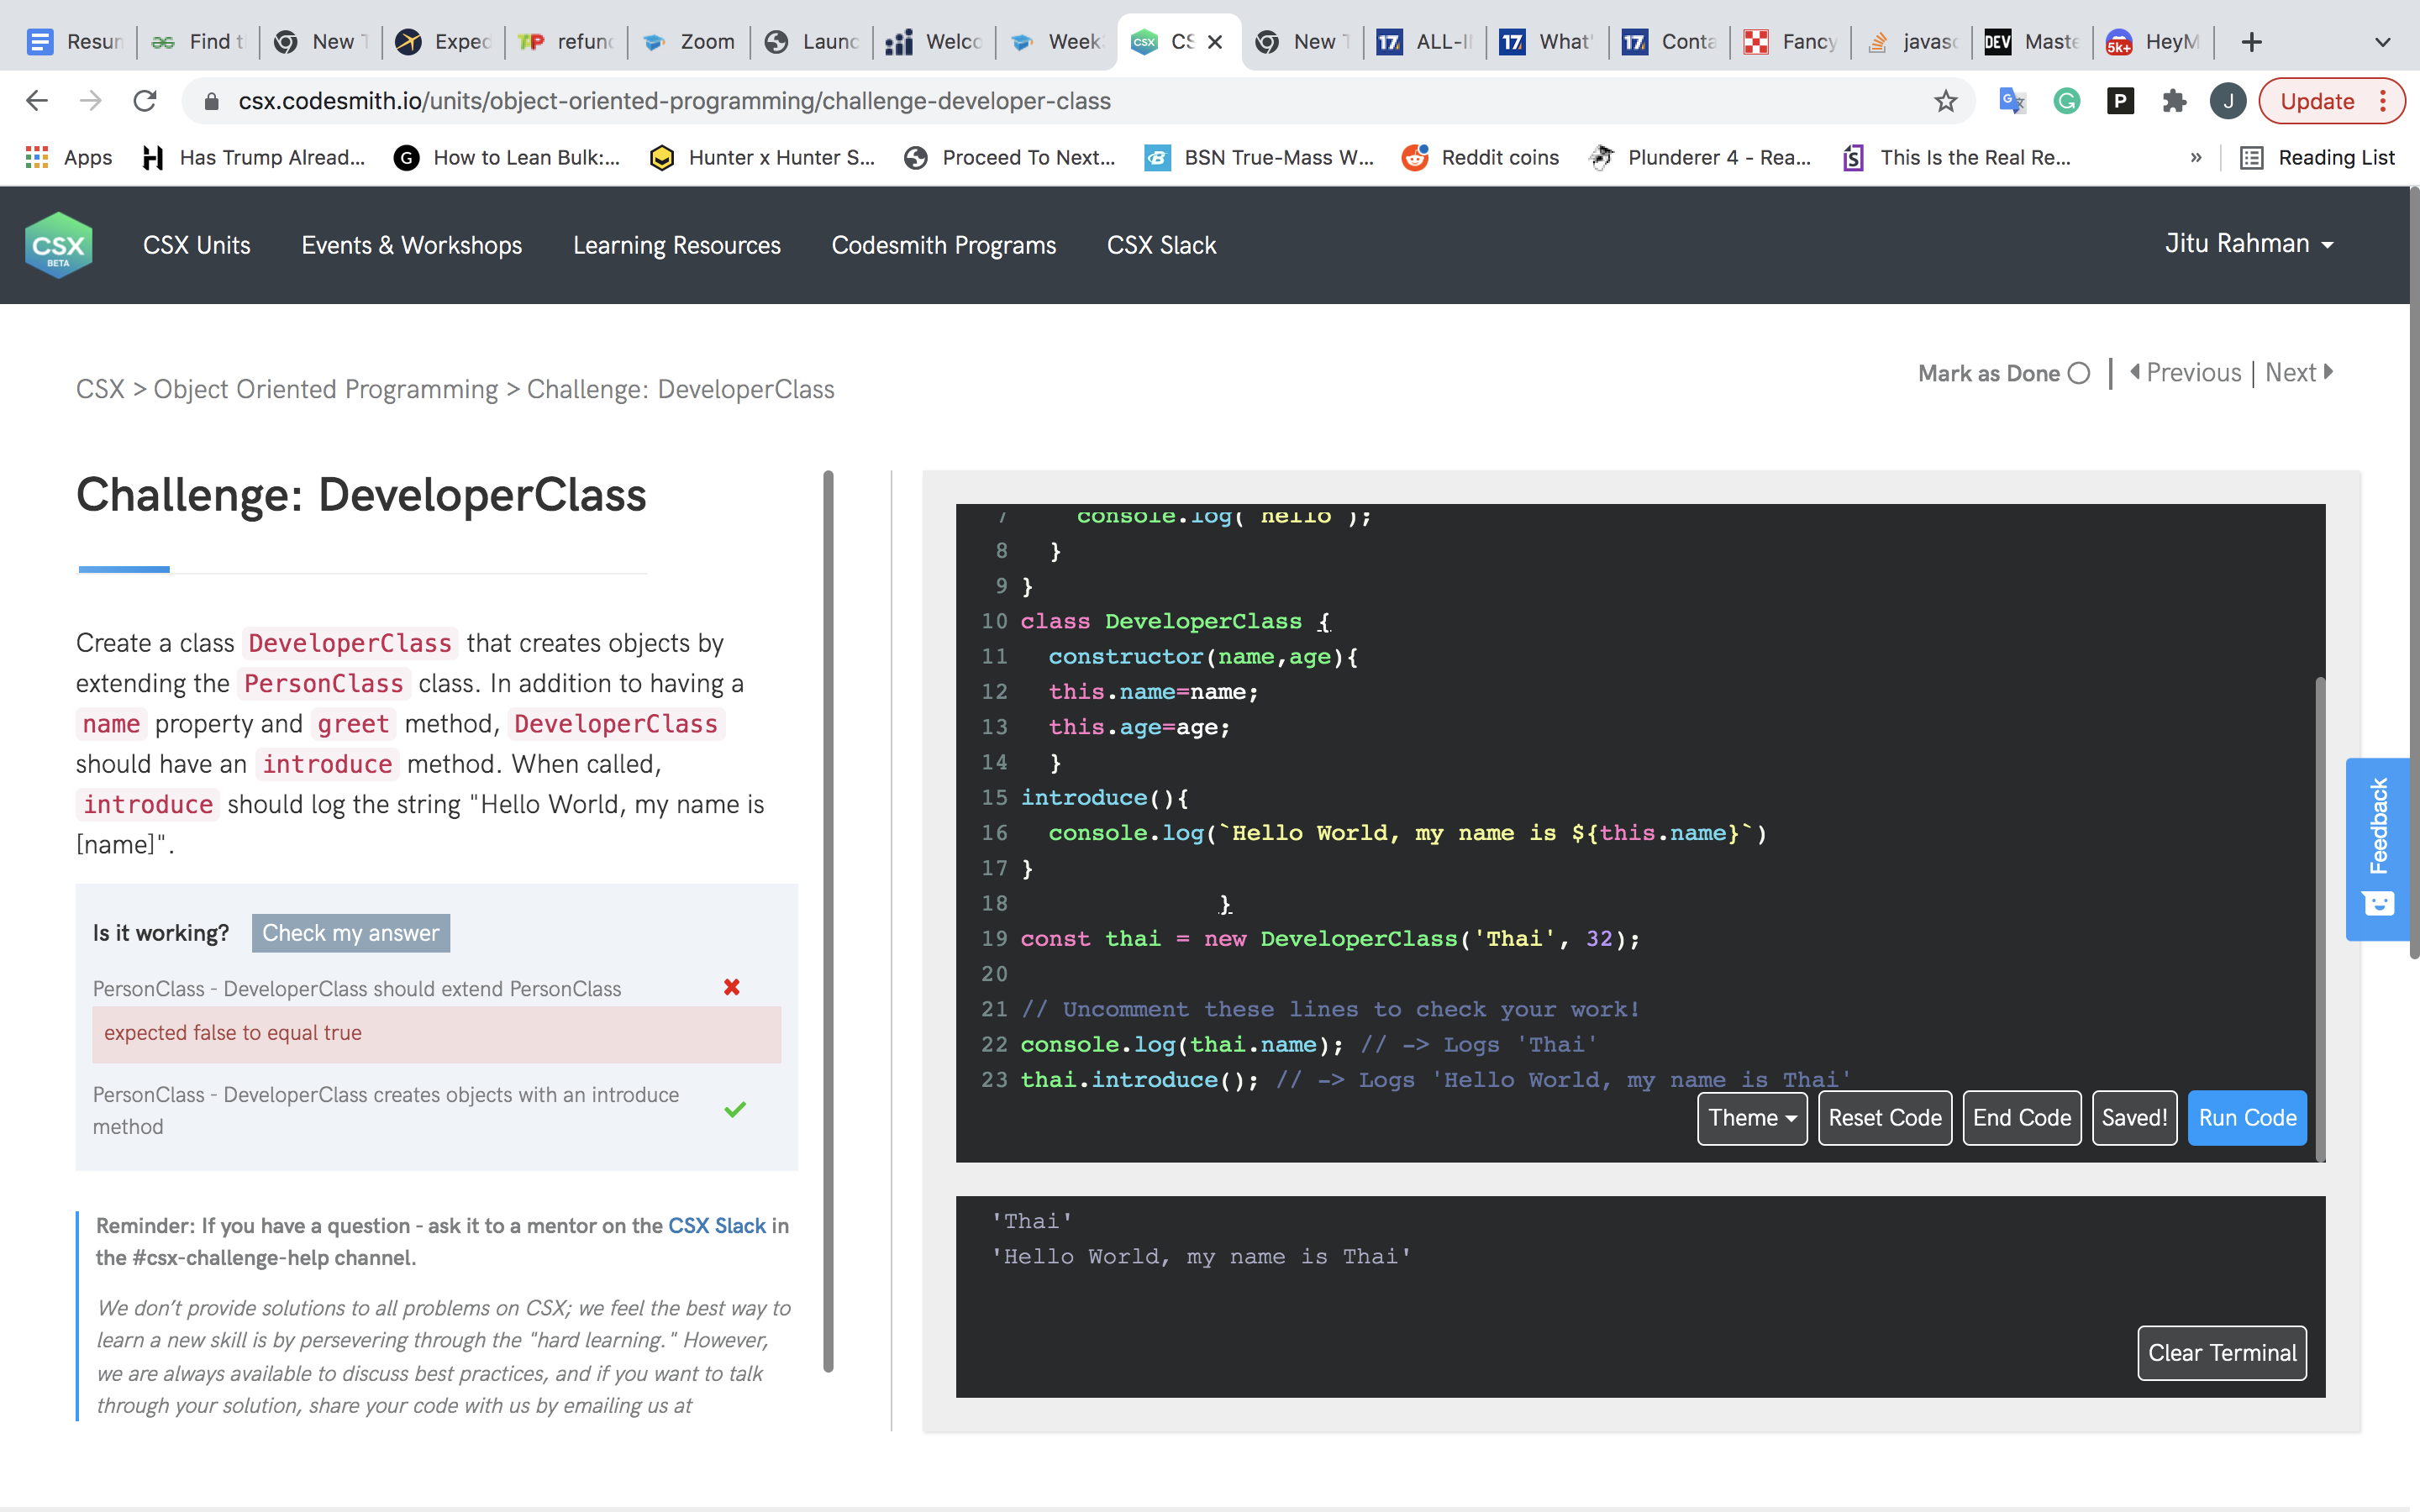 Resun
Find t
New T
Exped
TP refund
Zoom
Launc
Welco
Week
CSX CS
New T
17 ALL-I
17 What'
17 Conta
Fancy
javasc
DEV Maste
5k+ HeyM
csx.codesmith.io/units/object-oriented-programming/challenge-developer-class
G P J Update
Apps
Has Trump Alread...
G How to Lean Bulk:...
Hunter x Hunter S...
Proceed To Next...
B BSN True-Mass W...
Reddit coins
Plunderer 4 - Rea...
S This Is the Real Re...
»
Reading List
CSX BETA
CSX Units
Events & Workshops
Learning Resources
Codesmith Programs
CSX Slack
Jitu Rahman
Mark as Done | Previous | Next
CSX > Object Oriented Programming > Challenge: DeveloperClass
Challenge: DeveloperClass
Create a class DeveloperClass that creates objects by
extending the PersonClass class. In addition to having a
name property and greet method, DeveloperClass
should have an introduce method. When called,
introduce should log the string "Hello World, my name is
[name]".
Is it working? Check my answer
PersonClass - DeveloperClass should extend PersonClass
expected false to equal true
PersonClass - DeveloperClass creates objects with an introduce
method
Reminder: If you have a question - ask it to a mentor on the CSX Slack in
the #csx-challenge-help channel.
We don’t provide solutions to all problems on CSX; we feel the best way to
learn a new skill is by persevering through the "hard learning." However,
we are always available to discuss best practices, and if you want to talk
through your solution, share your code with us by emailing us at
7 console.log('hello');
8 }
9 }
10 class DeveloperClass {
11 constructor(name,age){
12 this.name=name;
13 this.age=age;
14 }
15 introduce(){
16 console.log(`Hello World, my name is ${this.name}`)
17 }
18 }
19 const thai = new DeveloperClass('Thai', 32);
20
21 // Uncomment these lines to check your work!
22 console.log(thai.name); // -> Logs 'Thai'
23 thai.introduce(); // -> Logs 'Hello World, my name is Thai'
Theme
Reset Code
End Code
Saved!
Run Code
'Thai'
'Hello World, my name is Thai'
Clear Terminal
Feedback